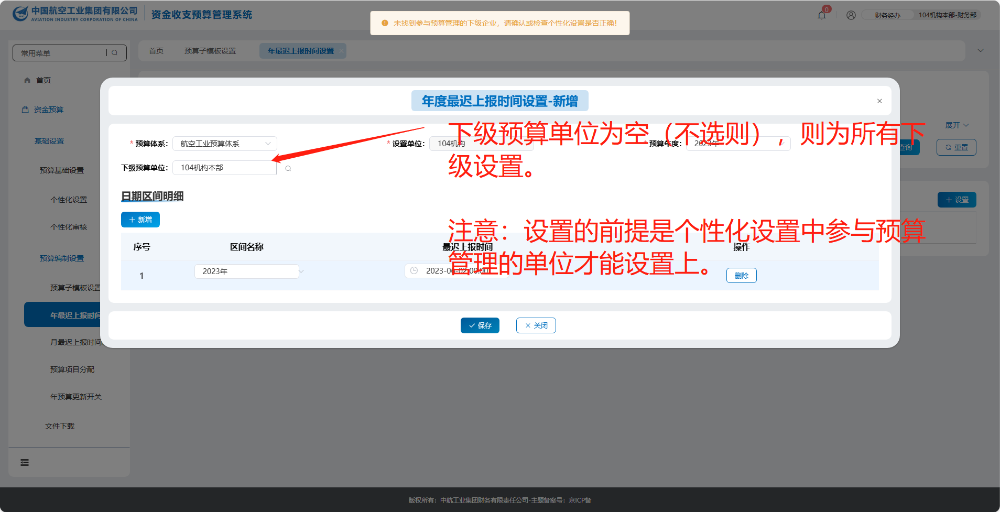 中国航空工业集团有限公司
AVIATION INDUSTRY CORPORATION OF CHINA
资金收支预算管理系统
未找到参与预算管理的下级企业，请确认或检查个性化设置是否正确！
0
财务经办
104机构本部-财务部
常用菜单
首页
预算子模板设置
年最迟上报时间设置
首页
资金预算
基础设置
预算基础设置
个性化设置
个性化审核
预算编制设置
预算子模板设置
年最迟上报时间
月最迟上报时间
预算项目分配
年预算更新开关
文件下载
展开
查询
重置
设置
年度最迟上报时间设置-新增
* 预算体系：
航空工业预算体系
* 设置单位：
104机构
* 预算年度：
2023年
下级预算单位：
104机构本部
下级预算单位为空（不选则），则为所有下
级设置。
日期区间明细
新增
注意：设置的前提是个性化设置中参与预算
管理的单位才能设置上。
序号
区间名称
最迟上报时间
操作
1
2023年
2023-06-02 00:00
删除
保存
关闭
版权所有：中航工业集团财务有限责任公司-主题备案号：京ICP备